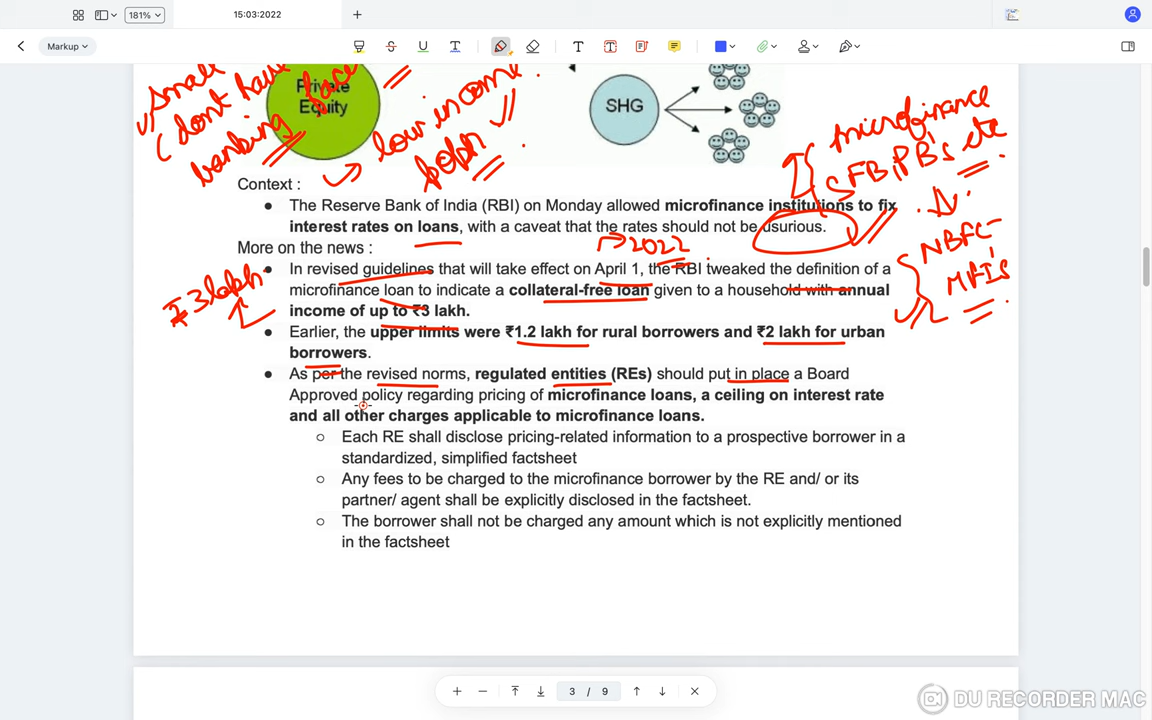 181%
15:03:2022
Markup
small
(dont have
banking face
Private
Equity
low income
popn
SHG
microfinance
SFB, PBs etc
NBFC-
MFIs
Context :
The Reserve Bank of India (RBI) on Monday allowed microfinance institutions to fix
interest rates on loans, with a caveat that the rates should not be usurious.
More on the news :
2022
₹3lakh
In revised guidelines that will take effect on April 1, the RBI tweaked the definition of a
microfinance loan to indicate a collateral-free loan given to a household with annual
income of up to ₹3 lakh.
Earlier, the upper limits were ₹1.2 lakh for rural borrowers and ₹2 lakh for urban
borrowers.
As per the revised norms, regulated entities (REs) should put in place a Board
Approved policy regarding pricing of microfinance loans, a ceiling on interest rate
and all other charges applicable to microfinance loans.
Each RE shall disclose pricing-related information to a prospective borrower in a
standardized, simplified factsheet
Any fees to be charged to the microfinance borrower by the RE and/ or its
partner/ agent shall be explicitly disclosed in the factsheet.
The borrower shall not be charged any amount which is not explicitly mentioned
in the factsheet
3 / 9
DU RECORDER MAC